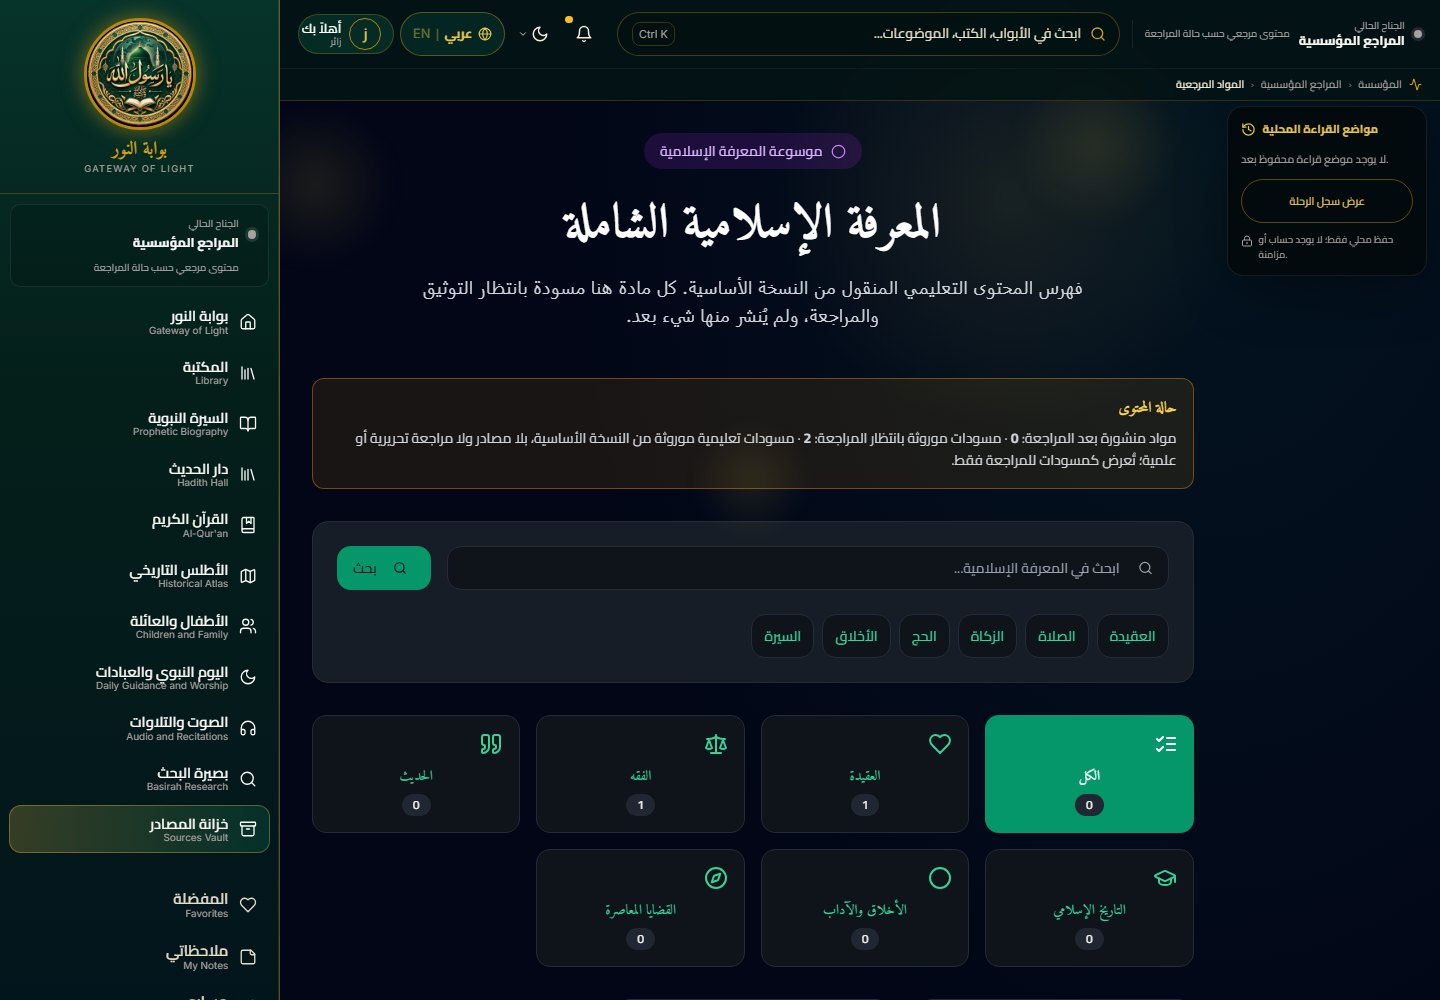 الجناح الحالي
المراجع المؤسسية
محتوى مرجعي حسب حالة المراجعة
ابحث في الأبواب، الكتب، الموضوعات...
Ctrl K
عربي | EN
ز
أهلاً بك
زائر
المؤسسة › المراجع المؤسسية › المواد المرجعية
يا رسول الله
بوابة النور
GATEWAY OF LIGHT
الجناح الحالي
المراجع المؤسسية
محتوى مرجعي حسب حالة المراجعة
بوابة النور
Gateway of Light
المكتبة
Library
السيرة النبوية
Prophetic Biography
دار الحديث
Hadith Hall
القرآن الكريم
Al-Qur'an
الأطلس التاريخي
Historical Atlas
الأطفال والعائلة
Children and Family
اليوم النبوي والعبادات
Daily Guidance and Worship
الصوت والتلاوات
Audio and Recitations
بصيرة البحث
Basirah Research
خزانة المصادر
Sources Vault
المفضلة
Favorites
ملاحظاتي
My Notes
مواضع القراءة المحلية
لا يوجد موضع قراءة محفوظ بعد.
عرض سجل الرحلة
حفظ محلي فقط؛ لا يوجد حساب أو
مزامنة.
موسوعة المعرفة الإسلامية
المعرفة الإسلامية الشاملة
فهرس المحتوى التعليمي المنقول من النسخة الأساسية. كل مادة هنا مسودة بانتظار التوثيق
والمراجعة، ولم يُنشر منها شيء بعد.
حالة المحتوى
مواد منشورة بعد المراجعة: 0 · مسودات موروثة بانتظار المراجعة: 2 · مسودات تعليمية موروثة من النسخة الأساسية، بلا مصادر ولا مراجعة تحريرية أو
علمية؛ تُعرض كمسودات للمراجعة فقط.
ابحث في المعرفة الإسلامية...
بحث
العقيدة
الصلاة
الزكاة
الحج
الأخلاق
السيرة
الكل
0
العقيدة
1
الفقه
1
الحديث
0
التاريخ الإسلامي
0
الأخلاق والآداب
0
القضايا المعاصرة
0